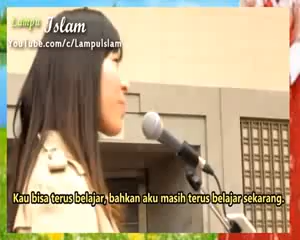 Lampu Islam
YouTube.com/c/LampuIslam
Kau bisa terus belajar, bahkan aku masih terus belajar sekarang.